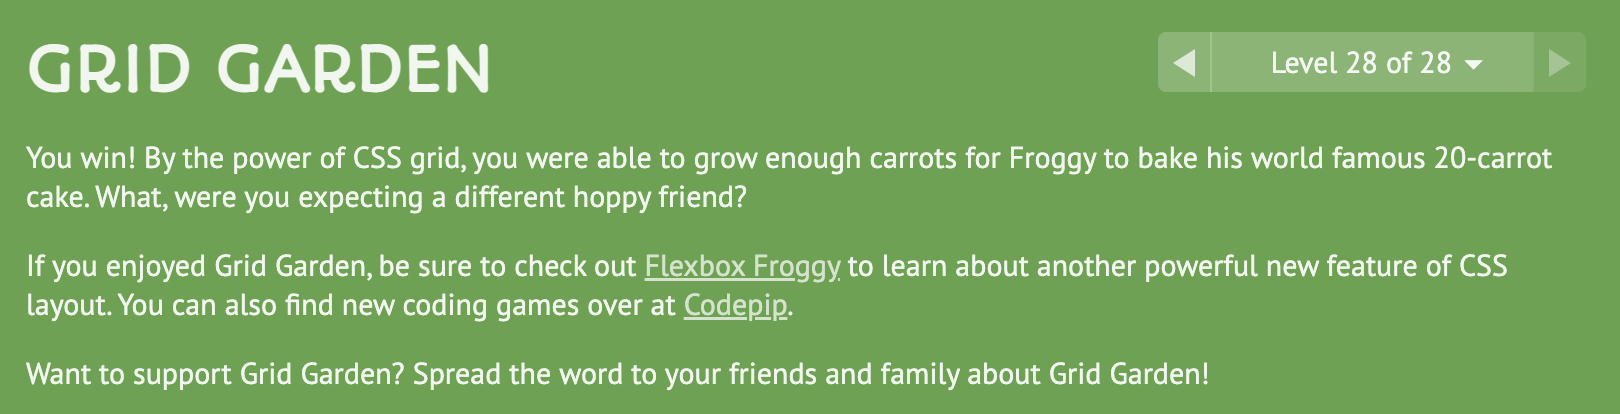 GRID GARDEN
Level 28 of 28
You win! By the power of CSS grid, you were able to grow enough carrots for Froggy to bake his world famous 20-carrot
cake. What, were you expecting a different hoppy friend?
If you enjoyed Grid Garden, be sure to check out Flexbox Froggy to learn about another powerful new feature of CSS
layout. You can also find new coding games over at Codepip.
Want to support Grid Garden? Spread the word to your friends and family about Grid Garden!